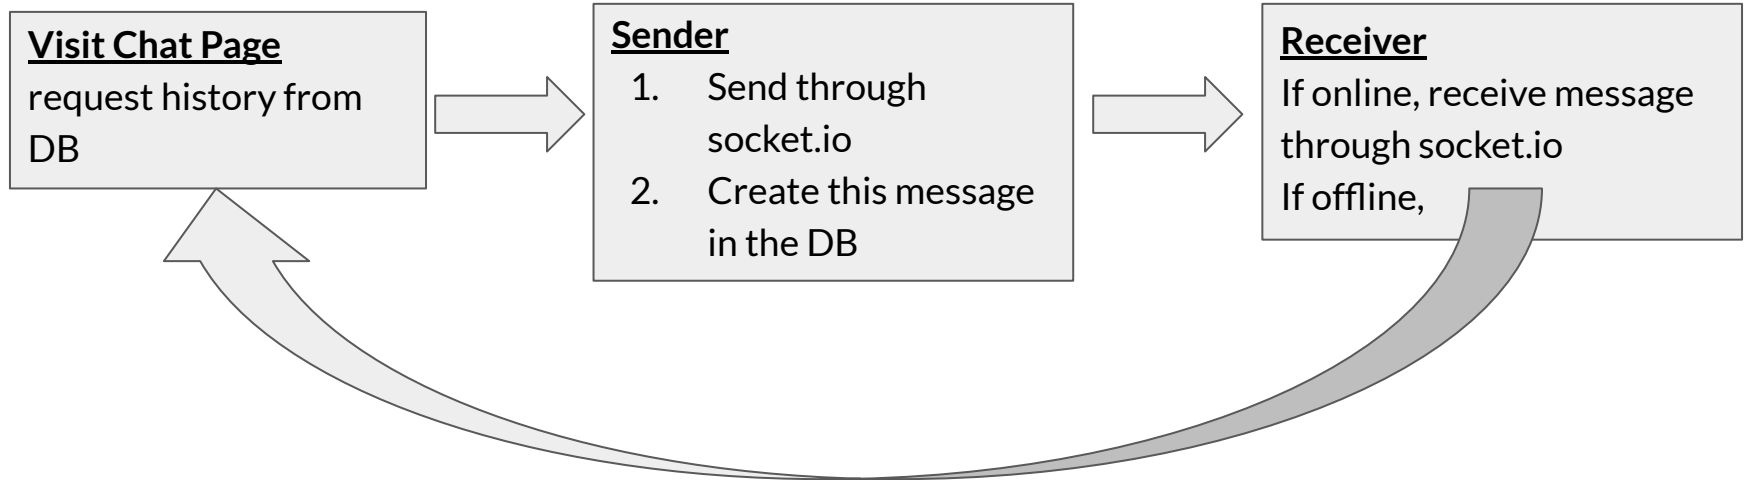 Visit Chat Page
request history from
DB
Sender
1. Send through
socket.io
2. Create this message
in the DB
Receiver
If online, receive message
through socket.io
If offline,